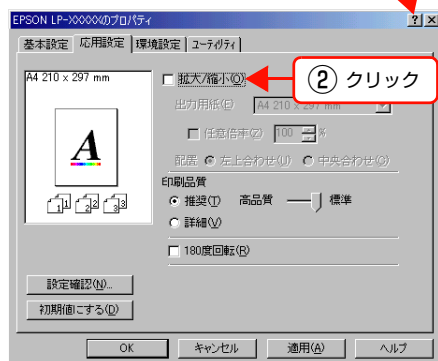 EPSON LP-XXXXXのプロパティ
基本設定 応用設定 環境設定 ユーティリティ
A4 210 x 297 mm
拡大/縮小(O)
② クリック
出力用紙(E) A4 210 x 297 mm
任意倍率(Z) 100 %
配置 左上合わせ(U) 中央合わせ(C)
A
1 1 2 2 3 3
印刷品質
推奨(T) 高品質 標準
詳細(V)
180度回転(R)
設定確認(N)...
初期値にする(D)
OK キャンセル 適用(A) ヘルプ